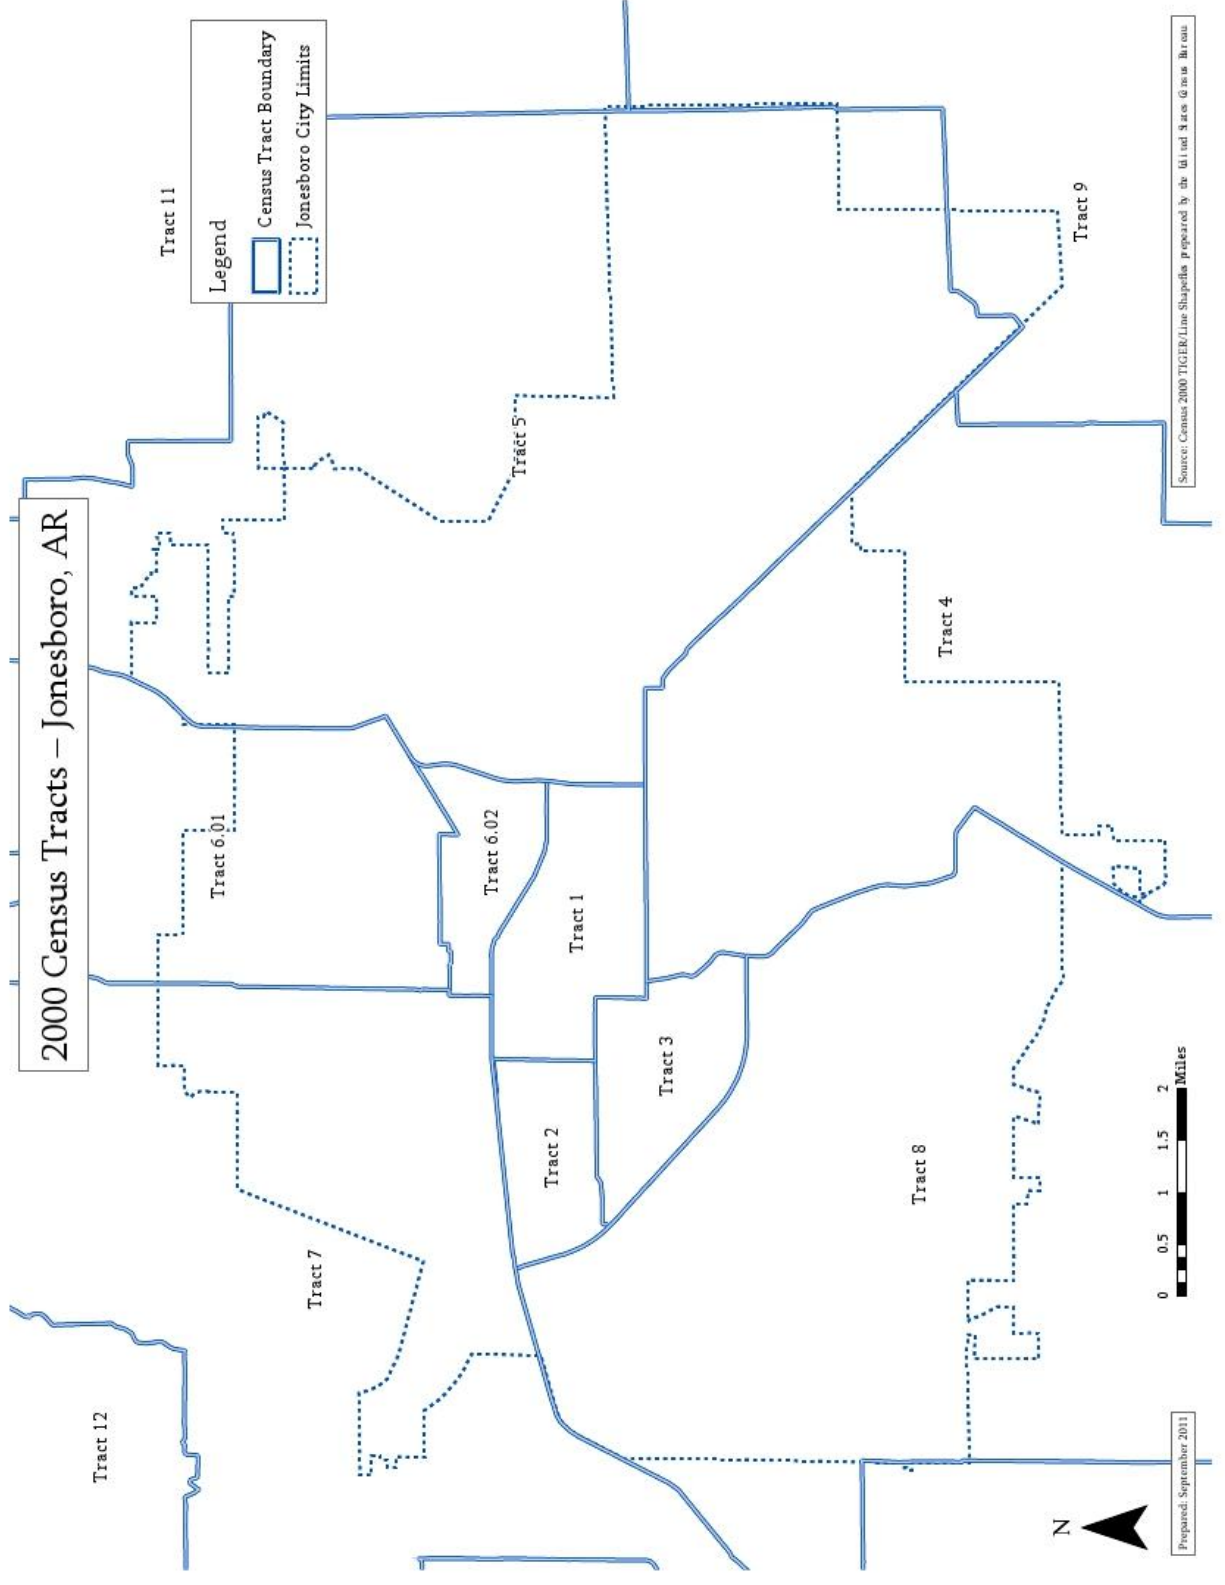 2000 Census Tracts – Jonesboro, AR
Legend
Census Tract Boundary
Jonesboro City Limits
Tract 11
Tract 12
Tract 7
Tract 6.01
Tract 6.02
Tract 5
Tract 1
Tract 2
Tract 3
Tract 4
Tract 8
Tract 9
N
0 0.5 1 1.5 2
Miles
Prepared: September 2011
Source: Census 2000 TIGER/Line Shapefiles prepeared by the United States Census Bureau